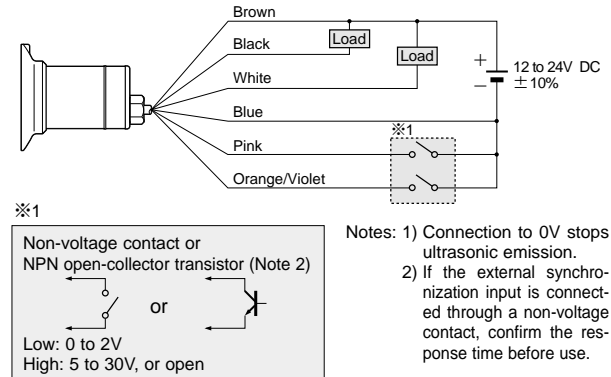 Brown
Black
Load
White
Load
+
−
12 to 24V DC
±10%
Blue
※1
Pink
Orange/Violet
※1
Non-voltage contact or
NPN open-collector transistor (Note 2)
or
Low: 0 to 2V
High: 5 to 30V, or open
Notes: 1) Connection to 0V stops
ultrasonic emission.
2) If the external synchro-
nization input is connect-
ed through a non-voltage
contact, confirm the res-
ponse time before use.